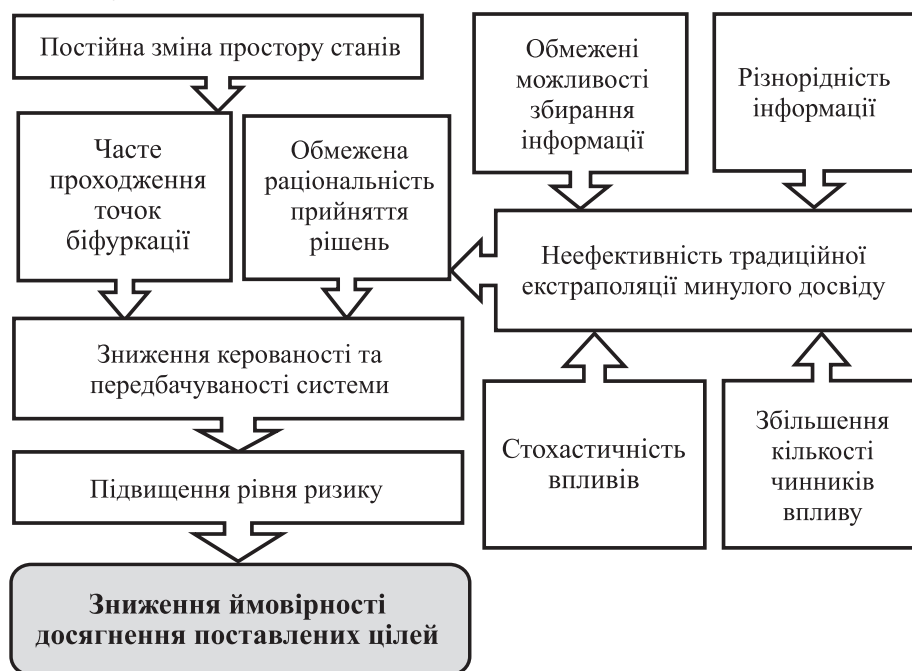 Постійна зміна простору станів
Часте
проходження
точок
біфуркації
Обмежена
раціональність
прийняття
рішень
Обмежені
можливості
збирання
інформації
Різнорідність
інформації
Неефективність традиційної
екстраполяції минулого досвіду
Зниження керованості та
передбачуваності системи
Стохастичність
впливів
Збільшення
кількості
чинників
впливу
Підвищення рівня ризику
Зниження ймовірності
досягнення поставлених цілей